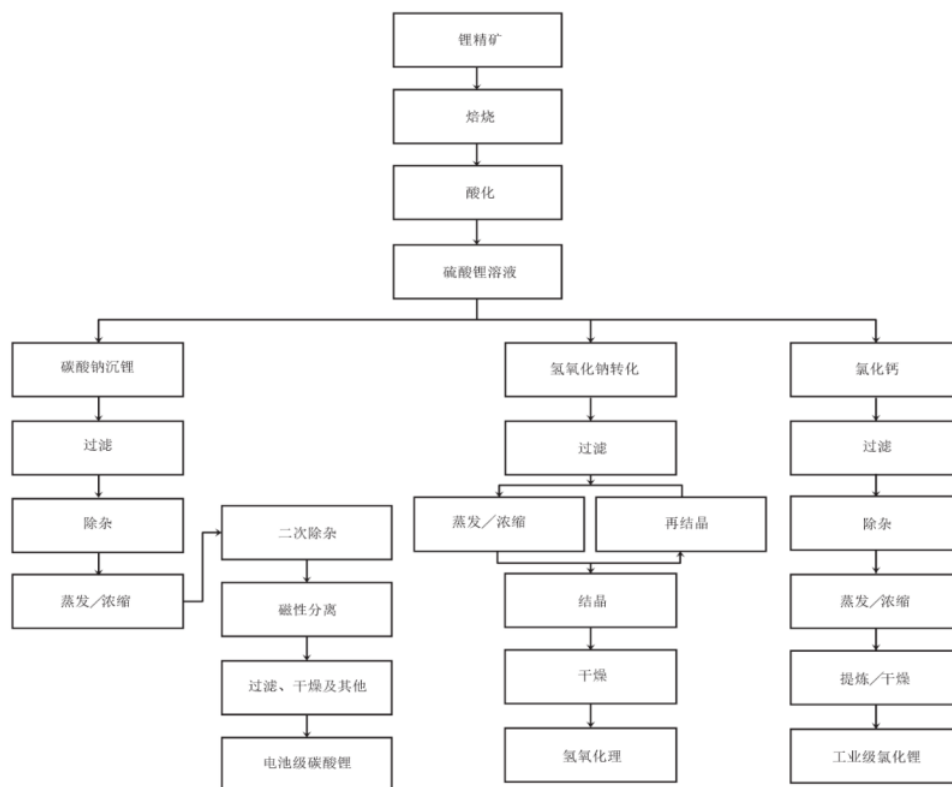 锂精矿
焙烧
酸化
硫酸锂溶液
碳酸钠沉锂
过滤
除杂
蒸发／浓缩
二次除杂
磁性分离
过滤、干燥及其他
电池级碳酸锂
氢氧化钠转化
过滤
蒸发／浓缩
再结晶
结晶
干燥
氢氧化理
氯化钙
过滤
除杂
蒸发／浓缩
提炼／干燥
工业级氯化锂